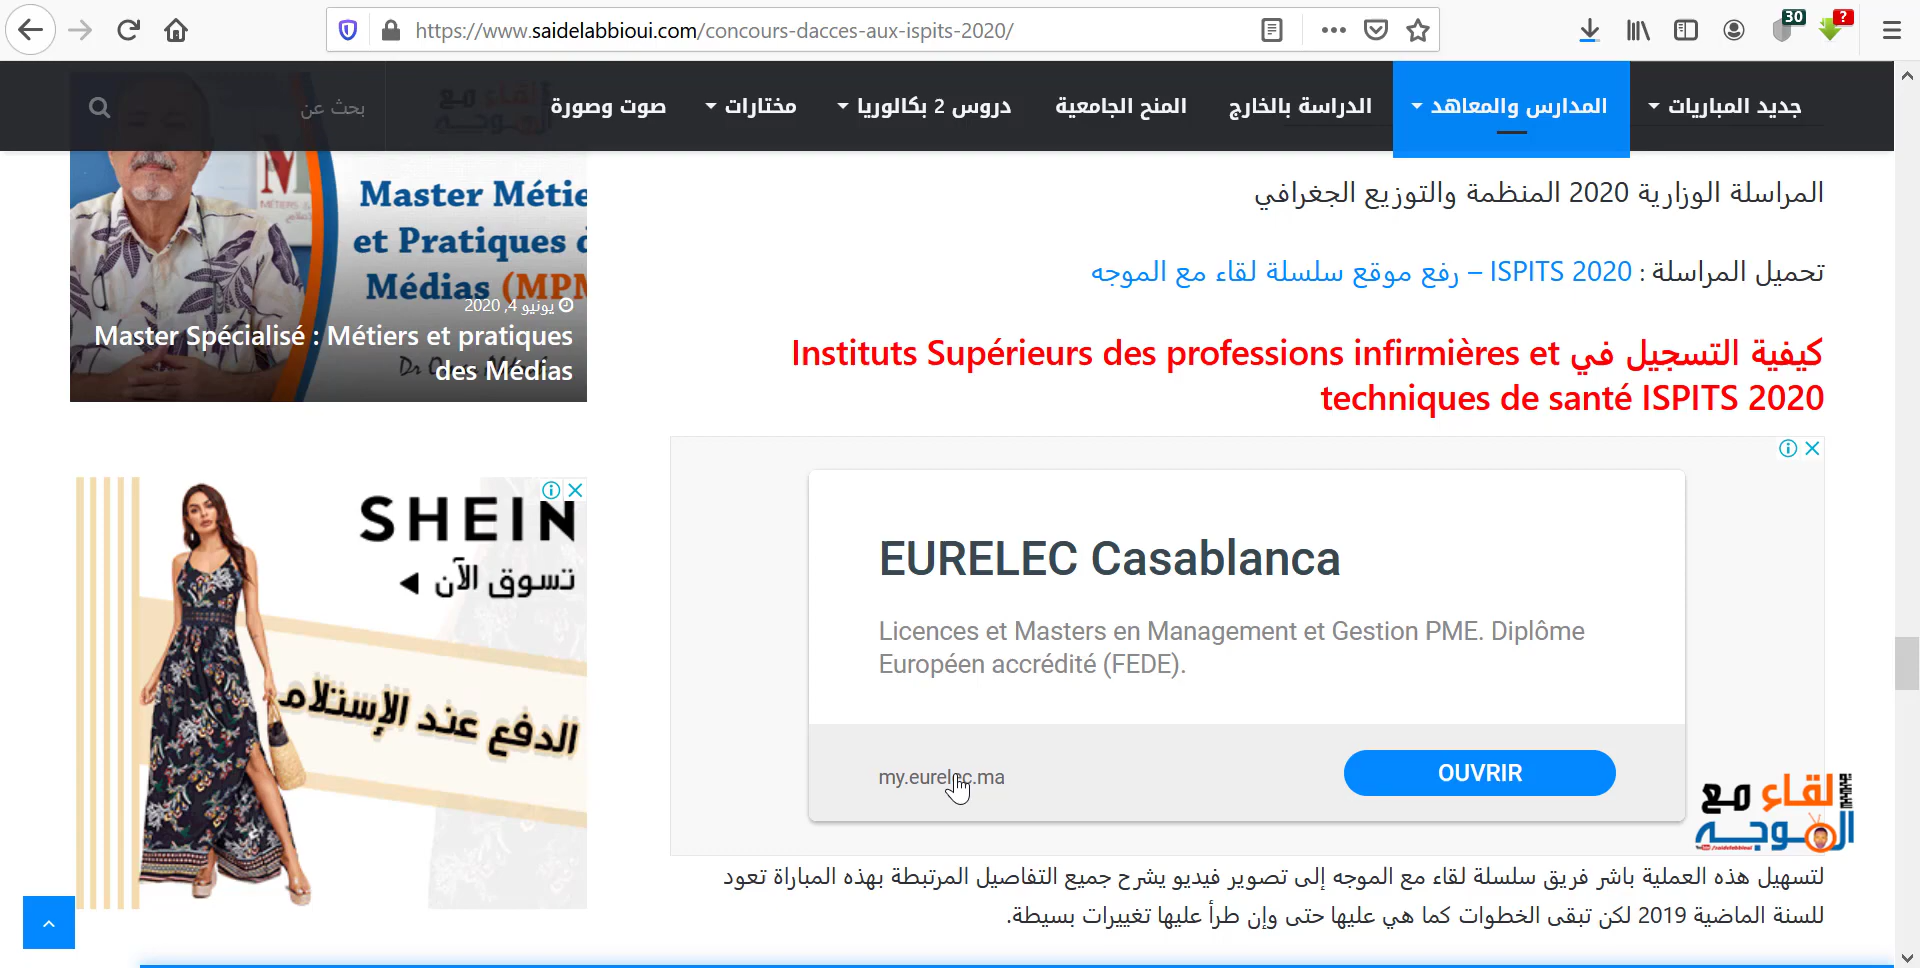 https://www.saidelabbioui.com/concours-dacces-aux-ispits-2020/
30
?
جديد المباريات
المدارس والمعاهد
الدراسة بالخارج
المنح الجامعية
دروس 2 بكالوريا
مختارات
صوت وصورة
بحث عن
المراسلة الوزارية 2020 المنظمة والتوزيع الجغرافي
تحميل المراسلة : ISPITS 2020 – رفع موقع سلسلة لقاء مع الموجه
كيفية التسجيل في Instituts Supérieurs des professions infirmières et
techniques de santé ISPITS 2020
EURELEC Casablanca
Licences et Masters en Management et Gestion PME. Diplôme
Européen accrédité (FEDE).
my.eurelec.ma
OUVRIR
لقاء مع
الموجه
لتسهيل هذه العملية باشر فريق سلسلة لقاء مع الموجه إلى تصوير فيديو يشرح جميع التفاصيل المرتبطة بهذه المباراة تعود
للسنة الماضية 2019 لكن تبقى الخطوات كما هي عليها حتى وإن طرأ عليها تغييرات بسيطة.
Master Métie
et Pratiques d
Médias (MPM
يونيو 4, 2020
Master Spécialisé : Métiers et pratiques
des Médias
SHEIN
تسوق الآن
الدفع عند الإستلام